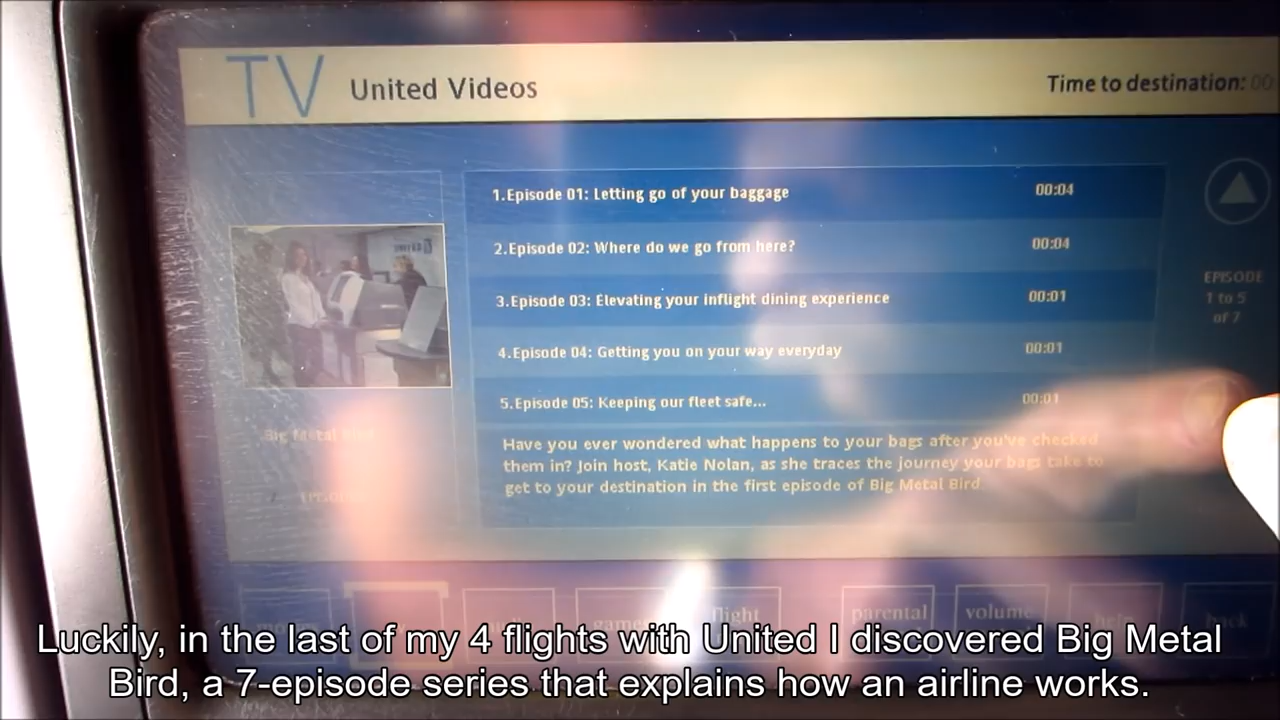 TV United Videos Time to destination:
1.Episode 01: Letting go of your baggage 00:04
2.Episode 02: Where do we go from here? 00:04
3.Episode 03: Elevating your inflight dining experience 00:01
4.Episode 04: Getting you on your way everyday 00:01
5.Episode 05: Keeping our fleet safe... 00:01
EPISODE
1 to 5
of 7
Big Metal Bird
Have you ever wondered what happens to your bags after you've checked
them in? Join host, Katie Nolan, as she traces the journey your bags take to
get to your destination in the first episode of Big Metal Bird
games flight parental volume help back
Luckily, in the last of my 4 flights with United I discovered Big Metal
Bird, a 7-episode series that explains how an airline works.